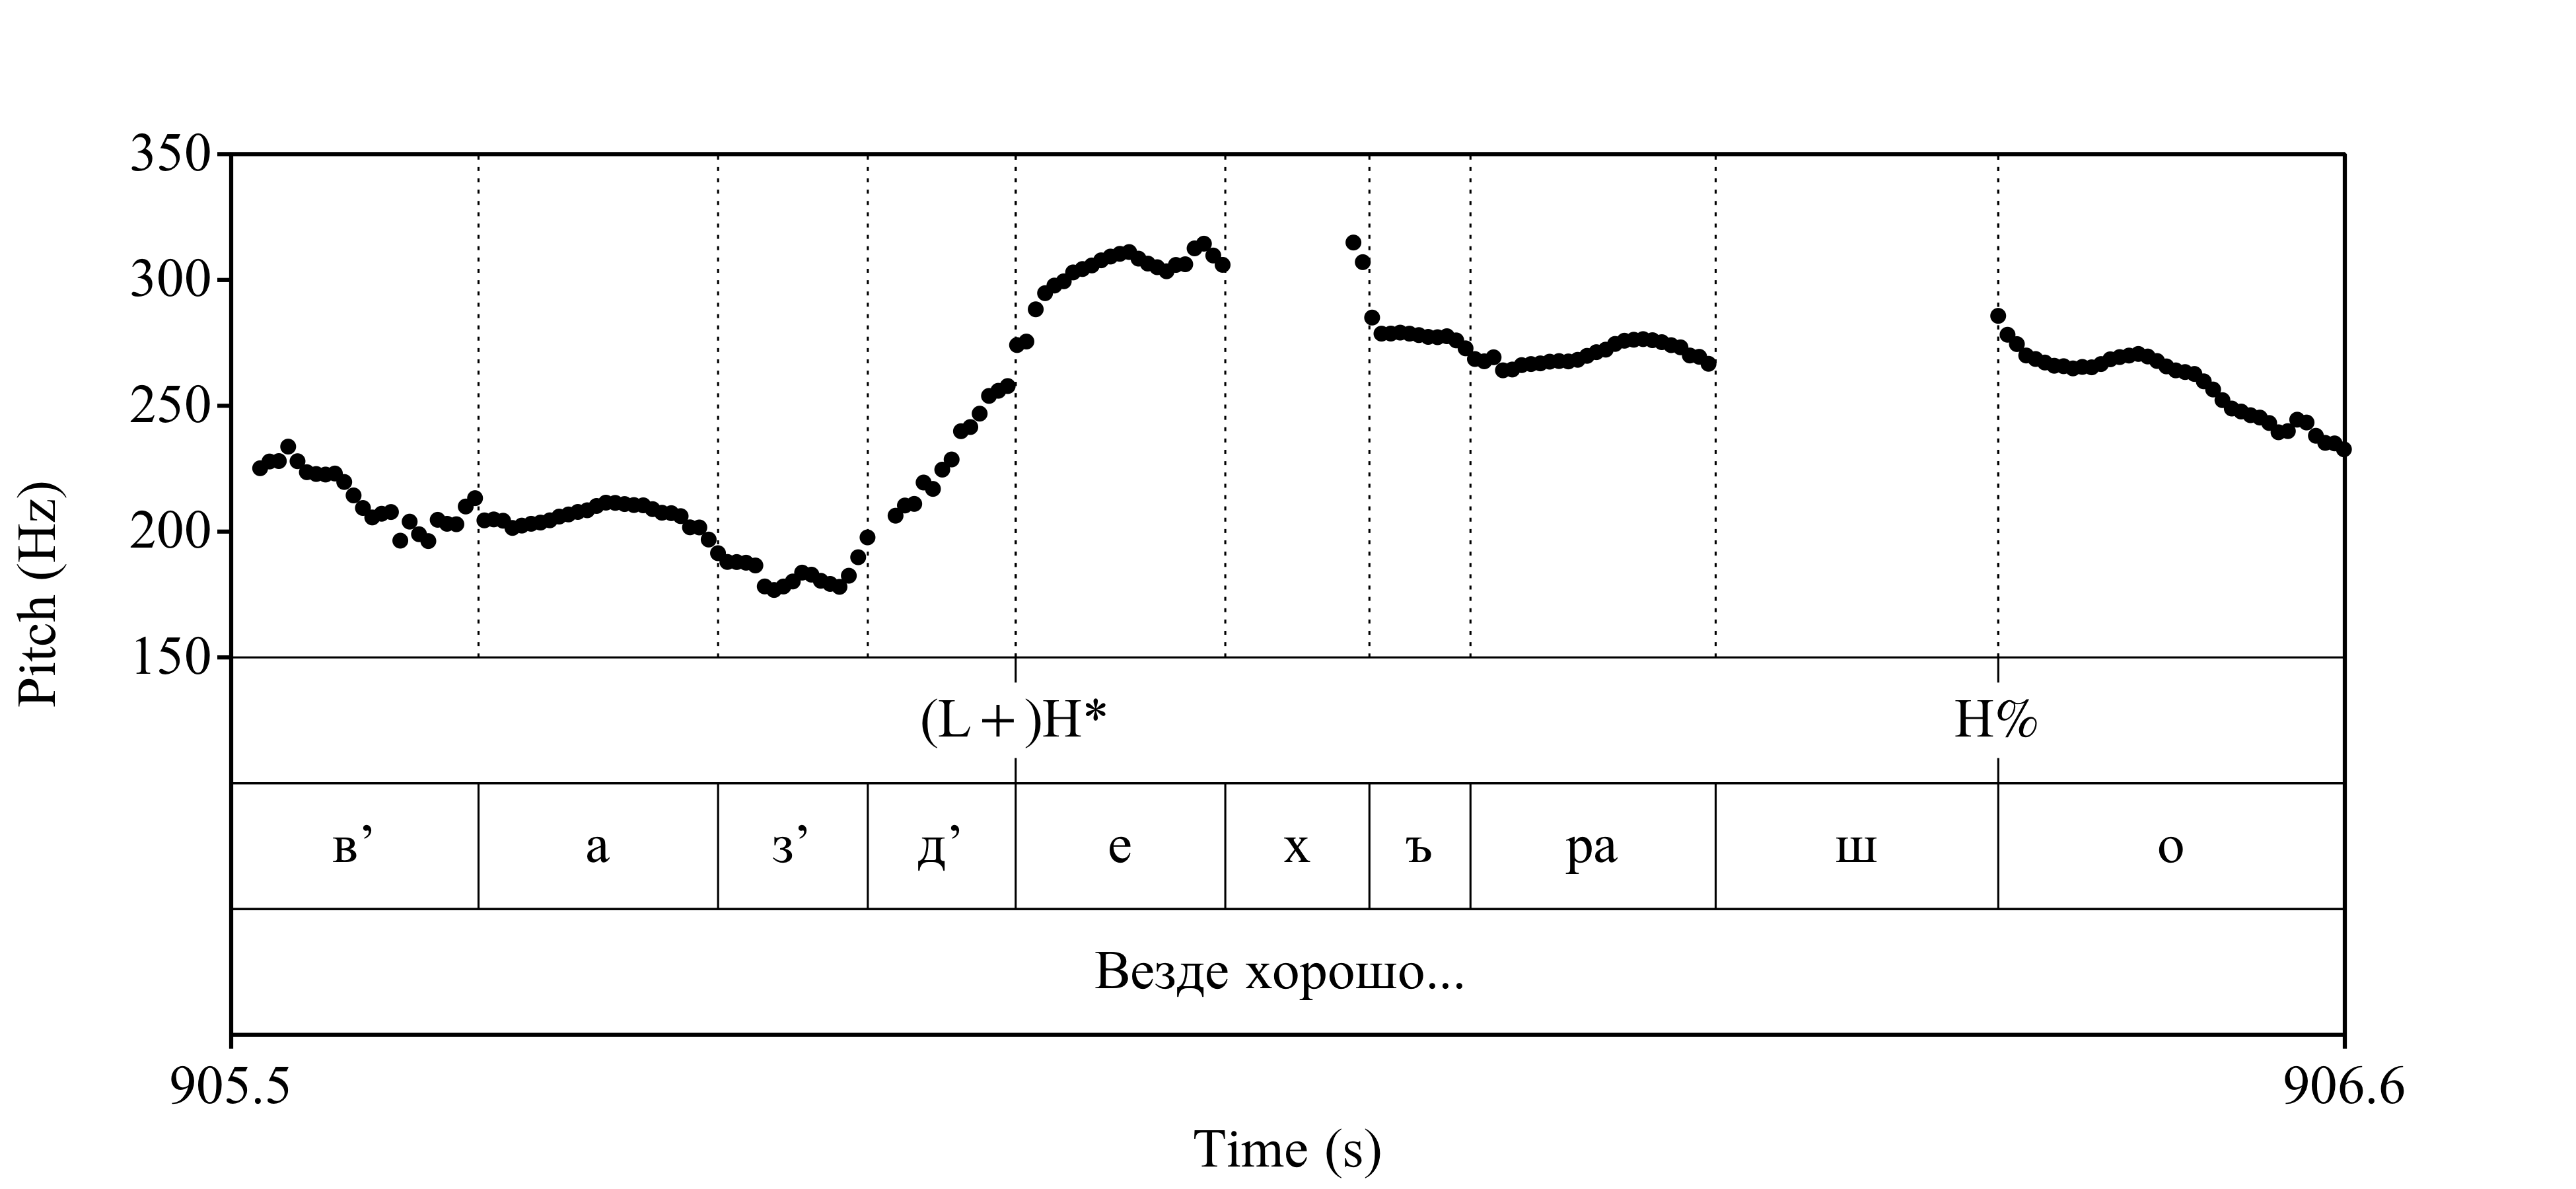 350
300
250
200
150
Pitch (Hz)
(L+)H* H%
в’ а з’ д’ е х ъ ра ш о
Везде хорошо...
905.5 906.6
Time (s)